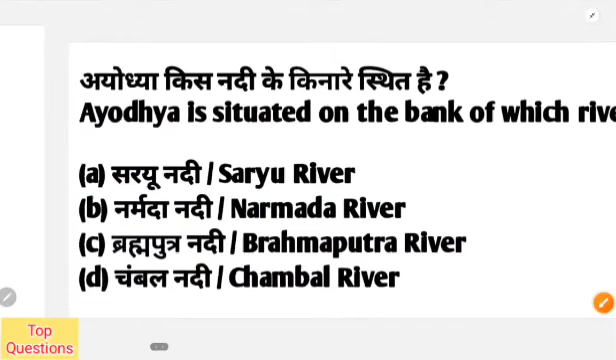 अयोध्या किस नदी के किनारे स्थित है ?
Ayodhya is situated on the bank of which rive
(a) सरयू नदी / Saryu River
(b) नर्मदा नदी / Narmada River
(c) ब्रह्मपुत्र नदी / Brahmaputra River
(d) चंबल नदी / Chambal River
Top
Questions